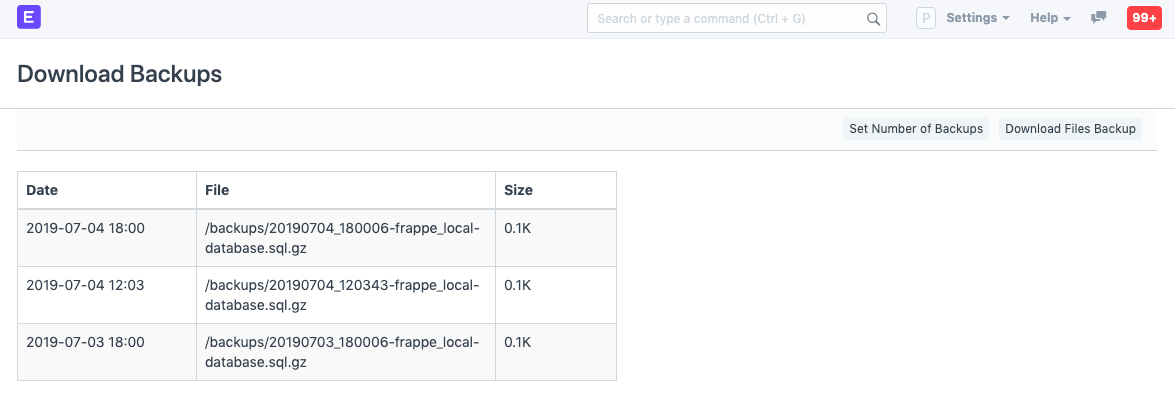 E
Search or type a command (Ctrl + G)
P
Settings
Help
99+
Download Backups
Set Number of Backups
Download Files Backup
Date File Size
2019-07-04 18:00 /backups/20190704_180006-frappe_local- 0.1K
database.sql.gz
2019-07-04 12:03 /backups/20190704_120343-frappe_local- 0.1K
database.sql.gz
2019-07-03 18:00 /backups/20190703_180006-frappe_local- 0.1K
database.sql.gz